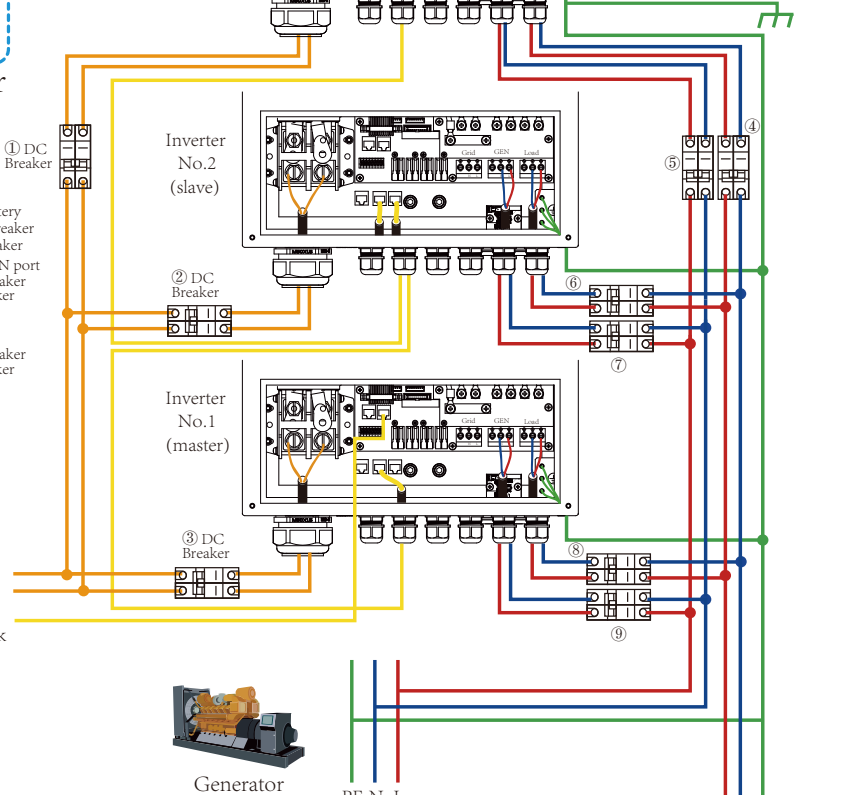 r
① DC
Breaker
Inverter
No.2
(slave)
Grid GEN Load
④
⑤
tery
eaker
aker
N port
aker
ker
② DC
Breaker
⑥
⑦
aker
ker
Inverter
No.1
(master)
Grid GEN Load
③ DC
Breaker
⑧
⑨
k
Generator
PE N L